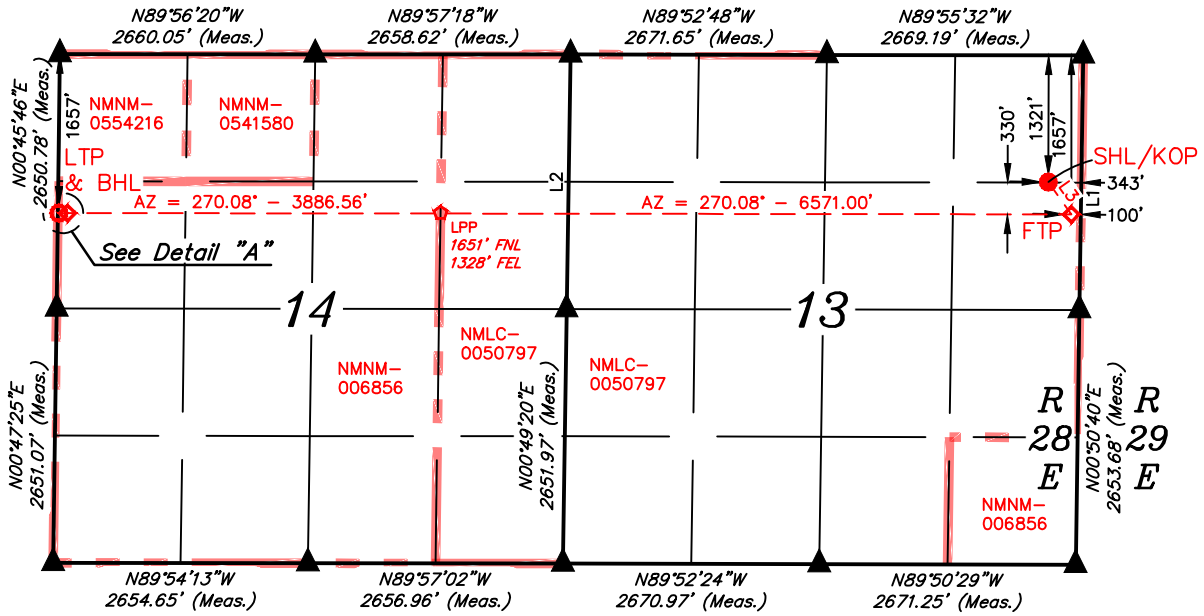 N89°56'20"W
2660.05' (Meas.)
N89°57'18"W
2658.62' (Meas.)
N89°52'48"W
2671.65' (Meas.)
N89°55'32"W
2669.19' (Meas.)
N00°45'46"E
2650.78' (Meas.)
1657'
NMNM-
0554216
NMNM-
0541580
LTP
& BHL
AZ = 270.08° - 3886.56'
L2
AZ = 270.08° - 6571.00'
330'
1321'
1657'
SHL/KOP
343'
L3
L1
100'
FTP
LPP
1651' FNL
1328' FEL
See Detail "A"
14
13
NMNM-
006856
NMLC-
0050797
NMLC-
0050797
N00°47'25"E
2651.07' (Meas.)
N00°49'20"E
2651.97' (Meas.)
R
28
E
N00°50'40"E
2653.68' (Meas.)
R
29
E
NMNM-
006856
N89°54'13"W
2654.65' (Meas.)
N89°57'02"W
2656.96' (Meas.)
N89°52'24"W
2670.97' (Meas.)
N89°50'29"W
2671.25' (Meas.)